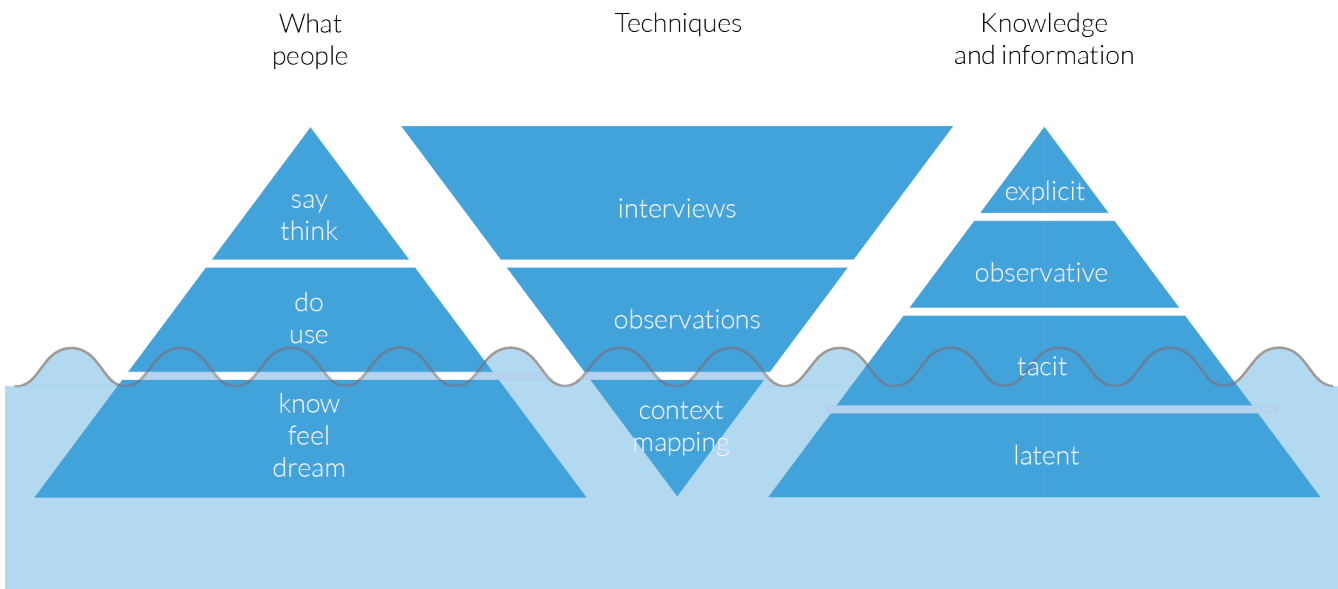 What
people
Techniques
Knowledge
and information
say
think
do
use
know
feel
dream
interviews
observations
context
mapping
explicit
observative
tacit
latent